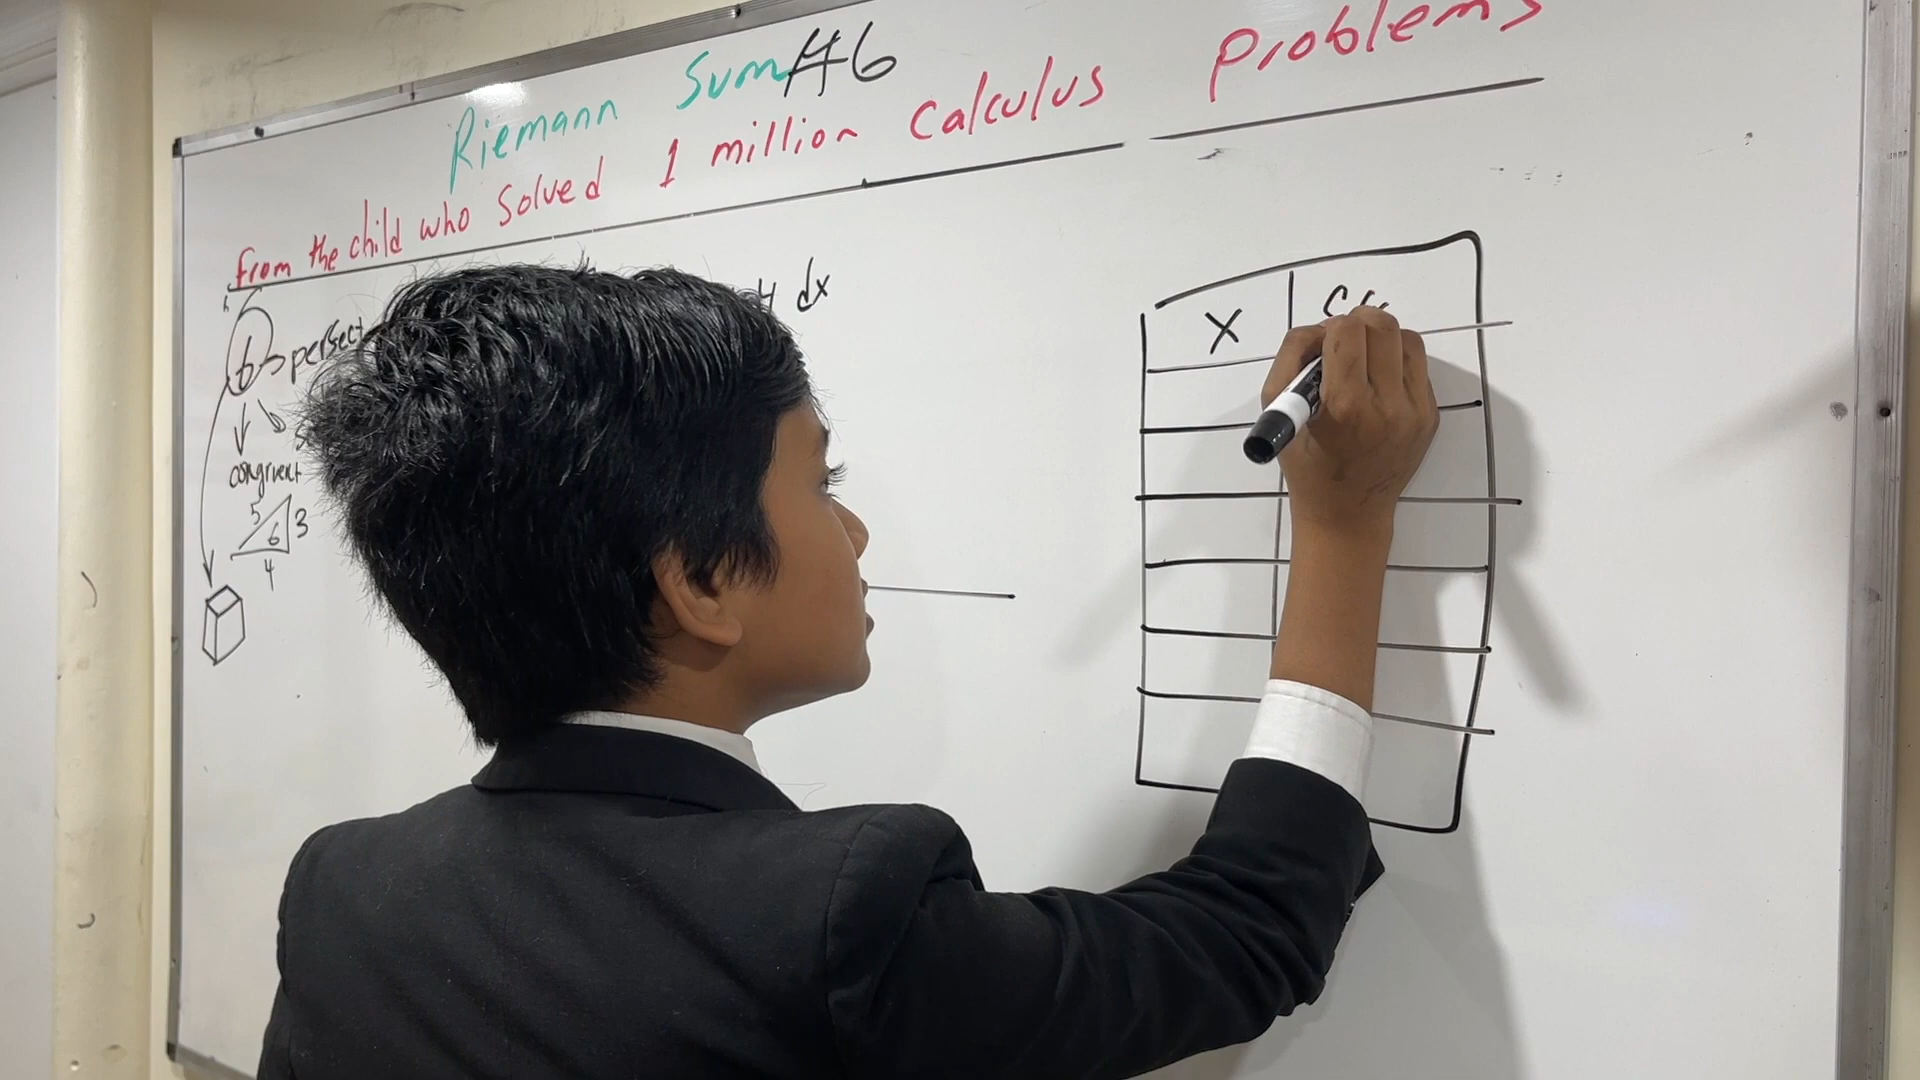 Riemann Sum #6
From the child who solved 1 million Calculus Problems
dx
6 → perfect
congruent
5
6
3
4
X